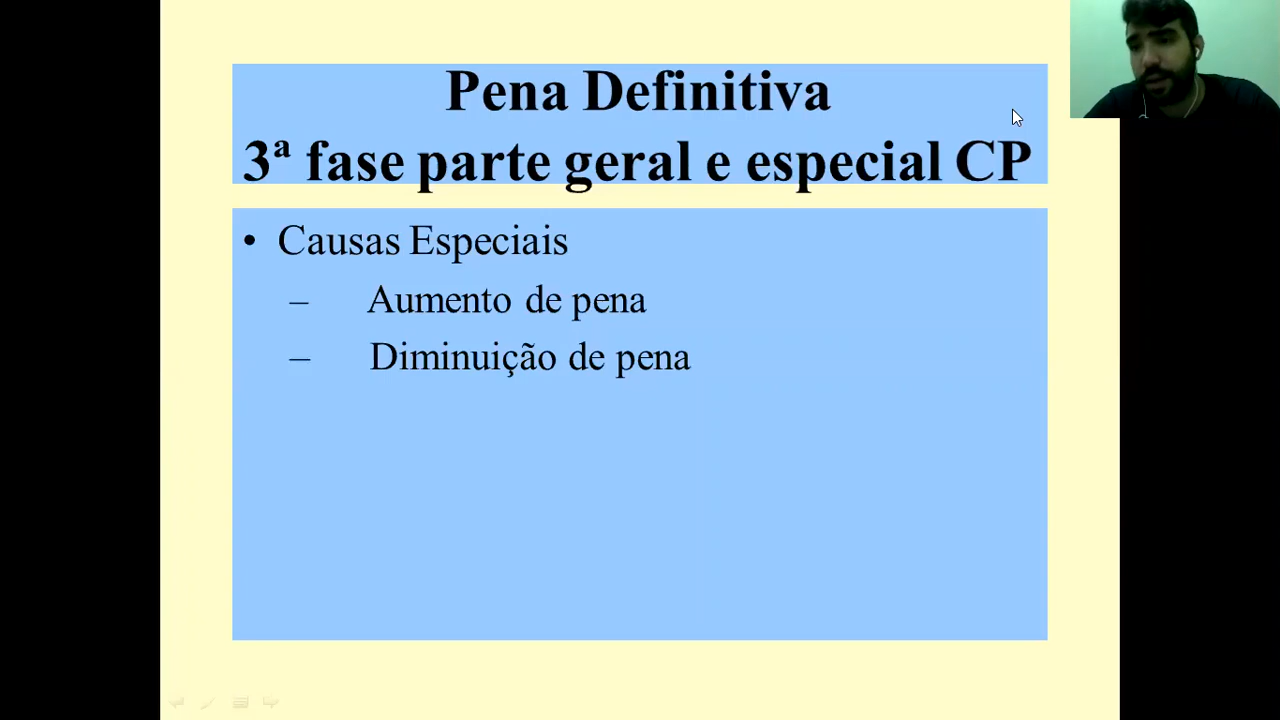 Pena Definitiva
3ª fase parte geral e especial CP
• Causas Especiais
– Aumento de pena
– Diminuição de pena